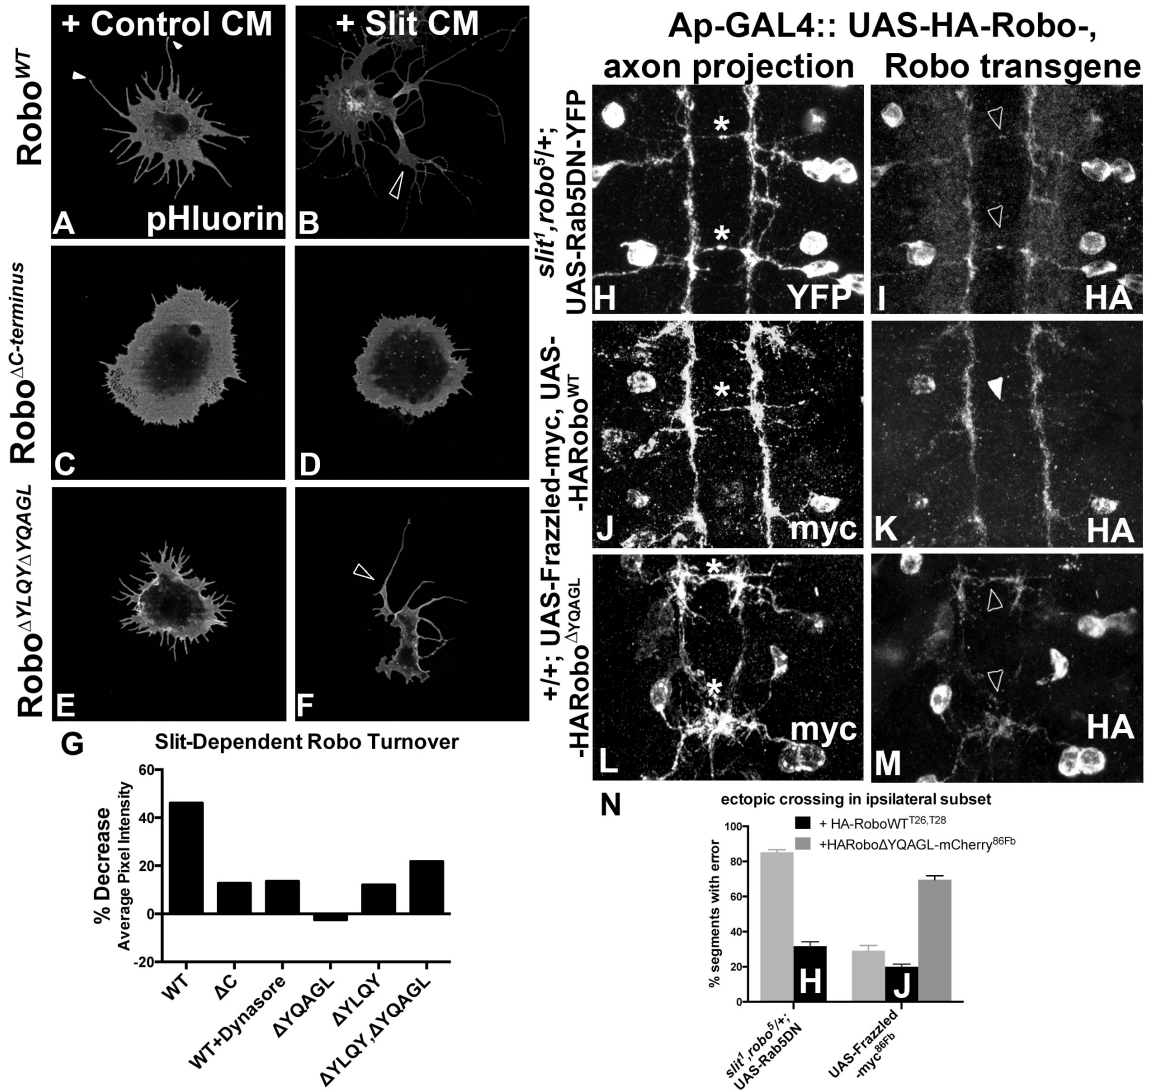 + Control CM
+ Slit CM
Robo^WT
A
pHluorin
B
Robo^ΔC-terminus
C
D
Robo^ΔYLQYΔYQAGL
E
F
G
Slit-Dependent Robo Turnover
% Decrease
Average Pixel Intensity
60
40
20
0
-20
WT
ΔC
WT+Dynasore
ΔYQAGL
ΔYLQY
ΔYLQY,ΔYQAGL
Ap-GAL4:: UAS-HA-Robo-,
axon projection
Robo transgene
slit^1,robo^5/+;
UAS-Rab5DN-YFP
*
*
H
YFP
I
HA
+/+; UAS-Frazzled-myc, UAS-
-HARobo^WT
-HARobo^ΔYQAGL
*
J
myc
K
HA
*
*
L
myc
M
HA
N
ectopic crossing in ipsilateral subset
+ HA-RoboWT^T26,T28
+HARoboΔYQAGL-mCherry^86Fb
% segments with error
100
80
60
40
20
0
H
J
slit^1,robo^5/+;
UAS-Rab5DN
UAS-Frazzled
-myc^86Fb